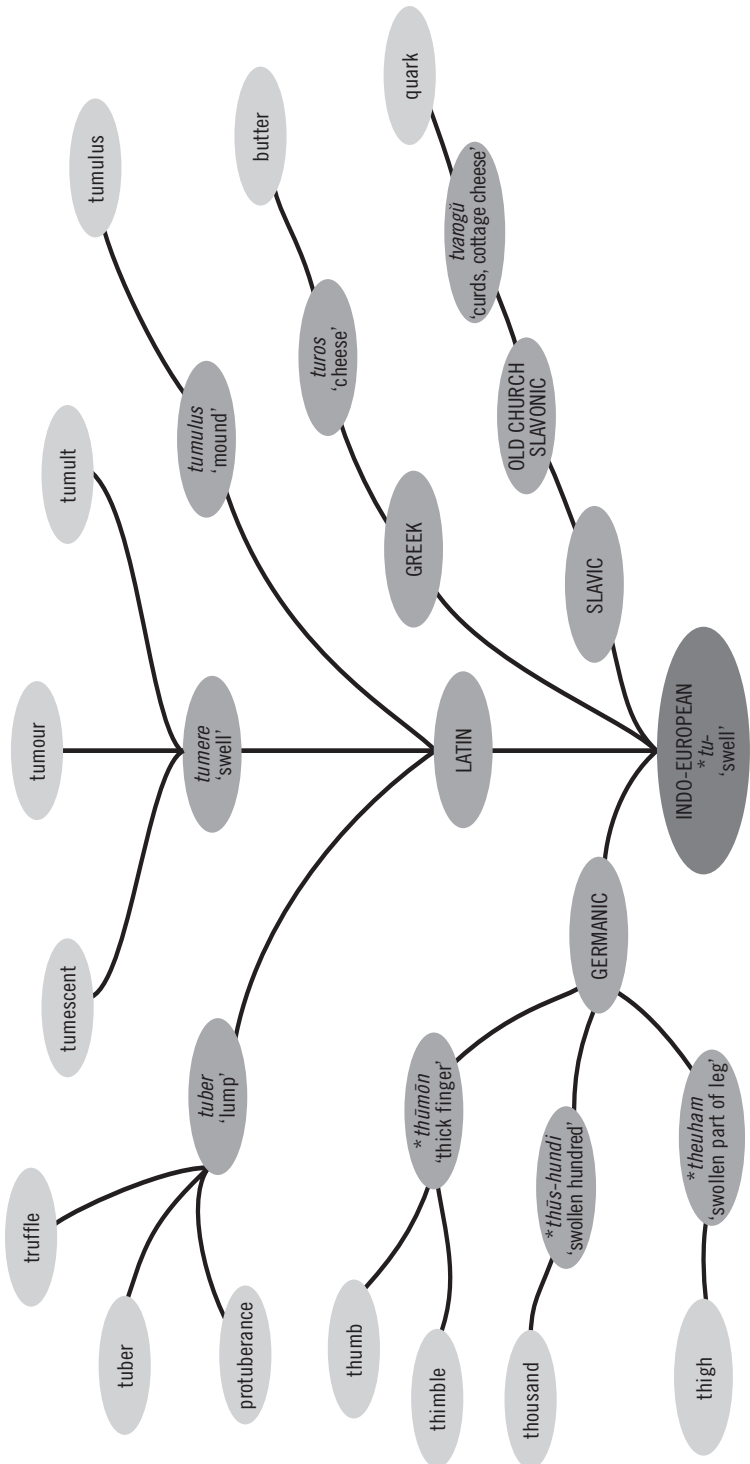 truffle
tuber
protuberance
tumescent
tumour
tumult
tumulus
butter
quark
tuber
‘lump’
tumere
‘swell’
tumulus
‘mound’
turos
‘cheese’
tvarogŭ
‘curds, cottage cheese’
thumb
thimble
thousand
thigh
*thūmōn
‘thick finger’
*thūs-hundi
‘swollen hundred’
*theuham
‘swollen part of leg’
GERMANIC
LATIN
GREEK
OLD CHURCH
SLAVONIC
SLAVIC
INDO-EUROPEAN
*tu-
‘swell’